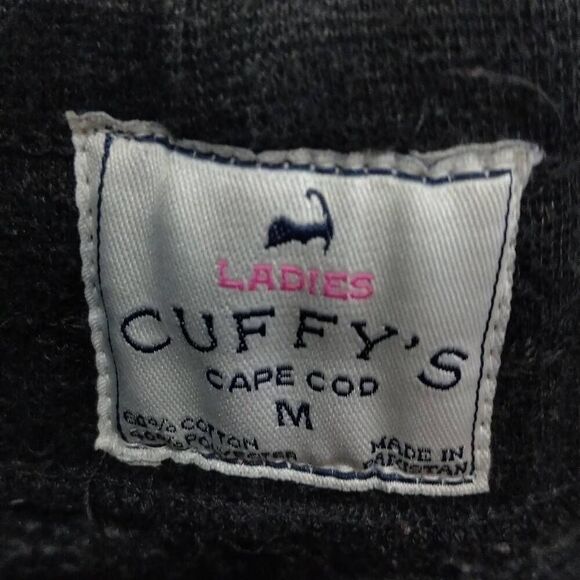 LADIES
CUFFY'S
CAPE COD
M
60% COTTON
40% POLYESTER
MADE IN
PAKISTAN